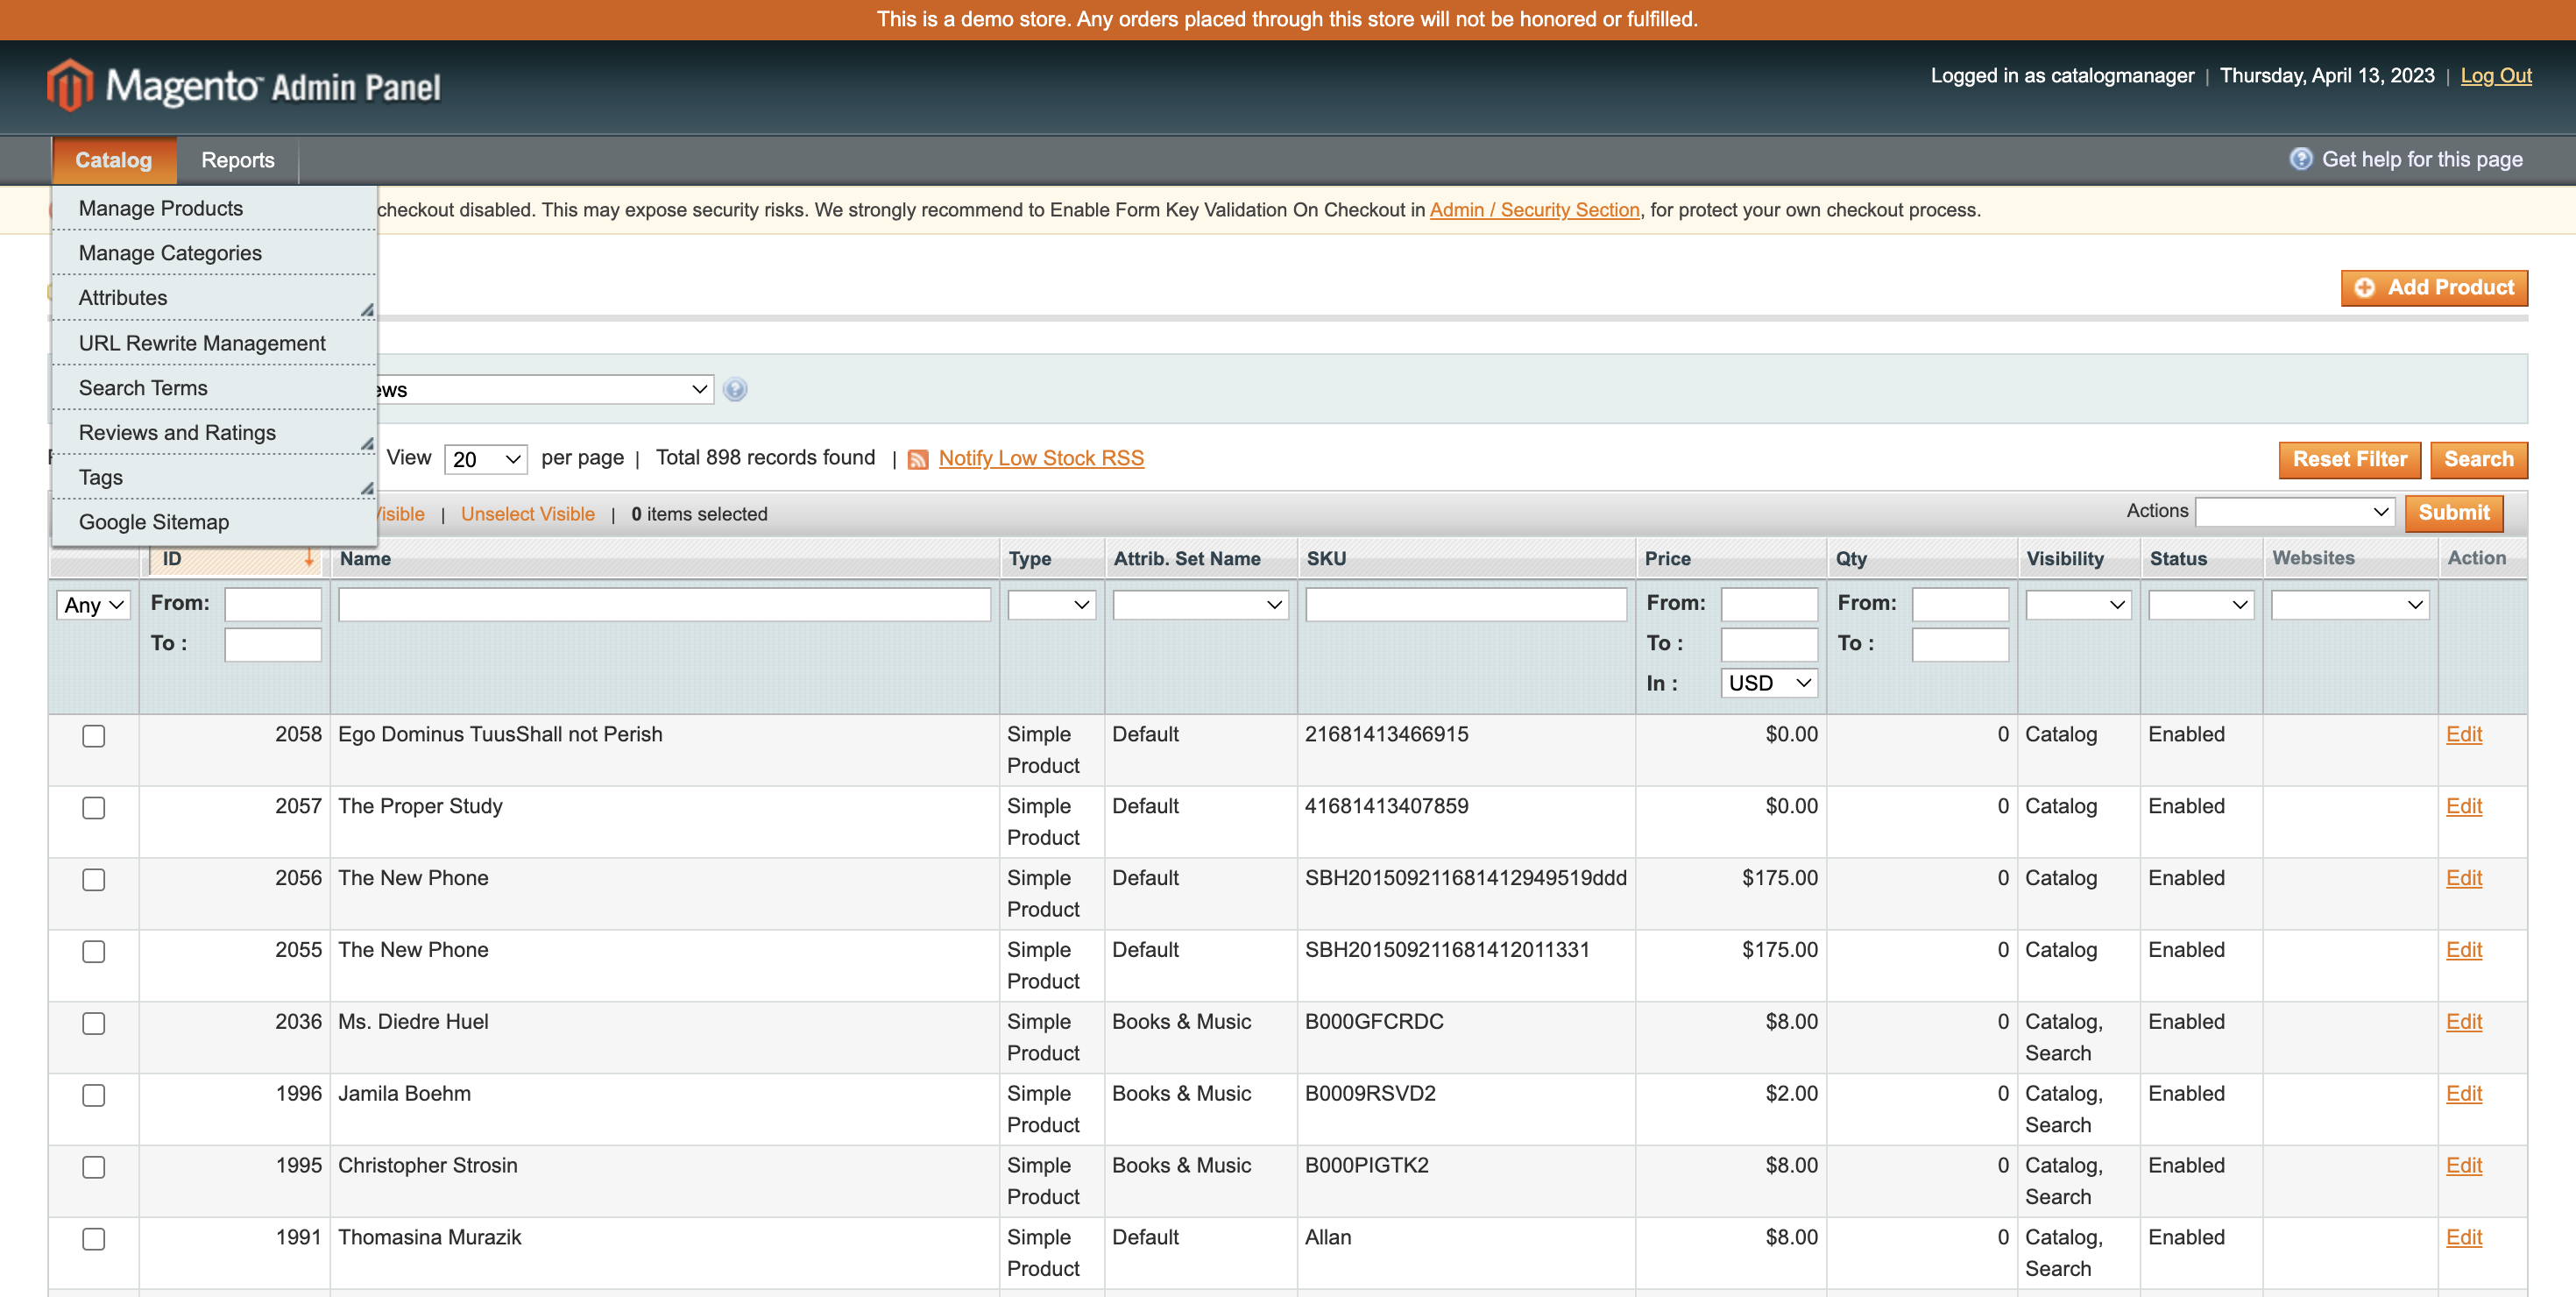 This is a demo store. Any orders placed through this store will not be honored or fulfilled.
Magento™ Admin Panel
Logged in as catalogmanager | Thursday, April 13, 2023 | Log Out
Catalog Reports Get help for this page
Manage Products
checkout disabled. This may expose security risks. We strongly recommend to Enable Form Key Validation On Checkout in Admin / Security Section, for protect your own checkout process.
Manage Categories
Attributes
Add Product
URL Rewrite Management
Search Terms
Reviews and Ratings
View 20 per page | Total 898 records found | Notify Low Stock RSS Reset Filter Search
Tags
Google Sitemap
| Unselect Visible | 0 items selected Actions Submit
ID Name Type Attrib. Set Name SKU Price Qty Visibility Status Websites Action
Any From: From: From:
To : To : To :
In : USD
2058 Ego Dominus TuusShall not Perish Simple Product Default 21681413466915 $0.00 0 Catalog Enabled Edit
2057 The Proper Study Simple Product Default 41681413407859 $0.00 0 Catalog Enabled Edit
2056 The New Phone Simple Product Default SBH201509211681412949519ddd $175.00 0 Catalog Enabled Edit
2055 The New Phone Simple Product Default SBH201509211681412011331 $175.00 0 Catalog Enabled Edit
2036 Ms. Diedre Huel Simple Product Books & Music B000GFCRDC $8.00 0 Catalog, Search Enabled Edit
1996 Jamila Boehm Simple Product Books & Music B0009RSVD2 $2.00 0 Catalog, Search Enabled Edit
1995 Christopher Strosin Simple Product Books & Music B000PIGTK2 $8.00 0 Catalog, Search Enabled Edit
1991 Thomasina Murazik Simple Product Default Allan $8.00 0 Catalog, Search Enabled Edit